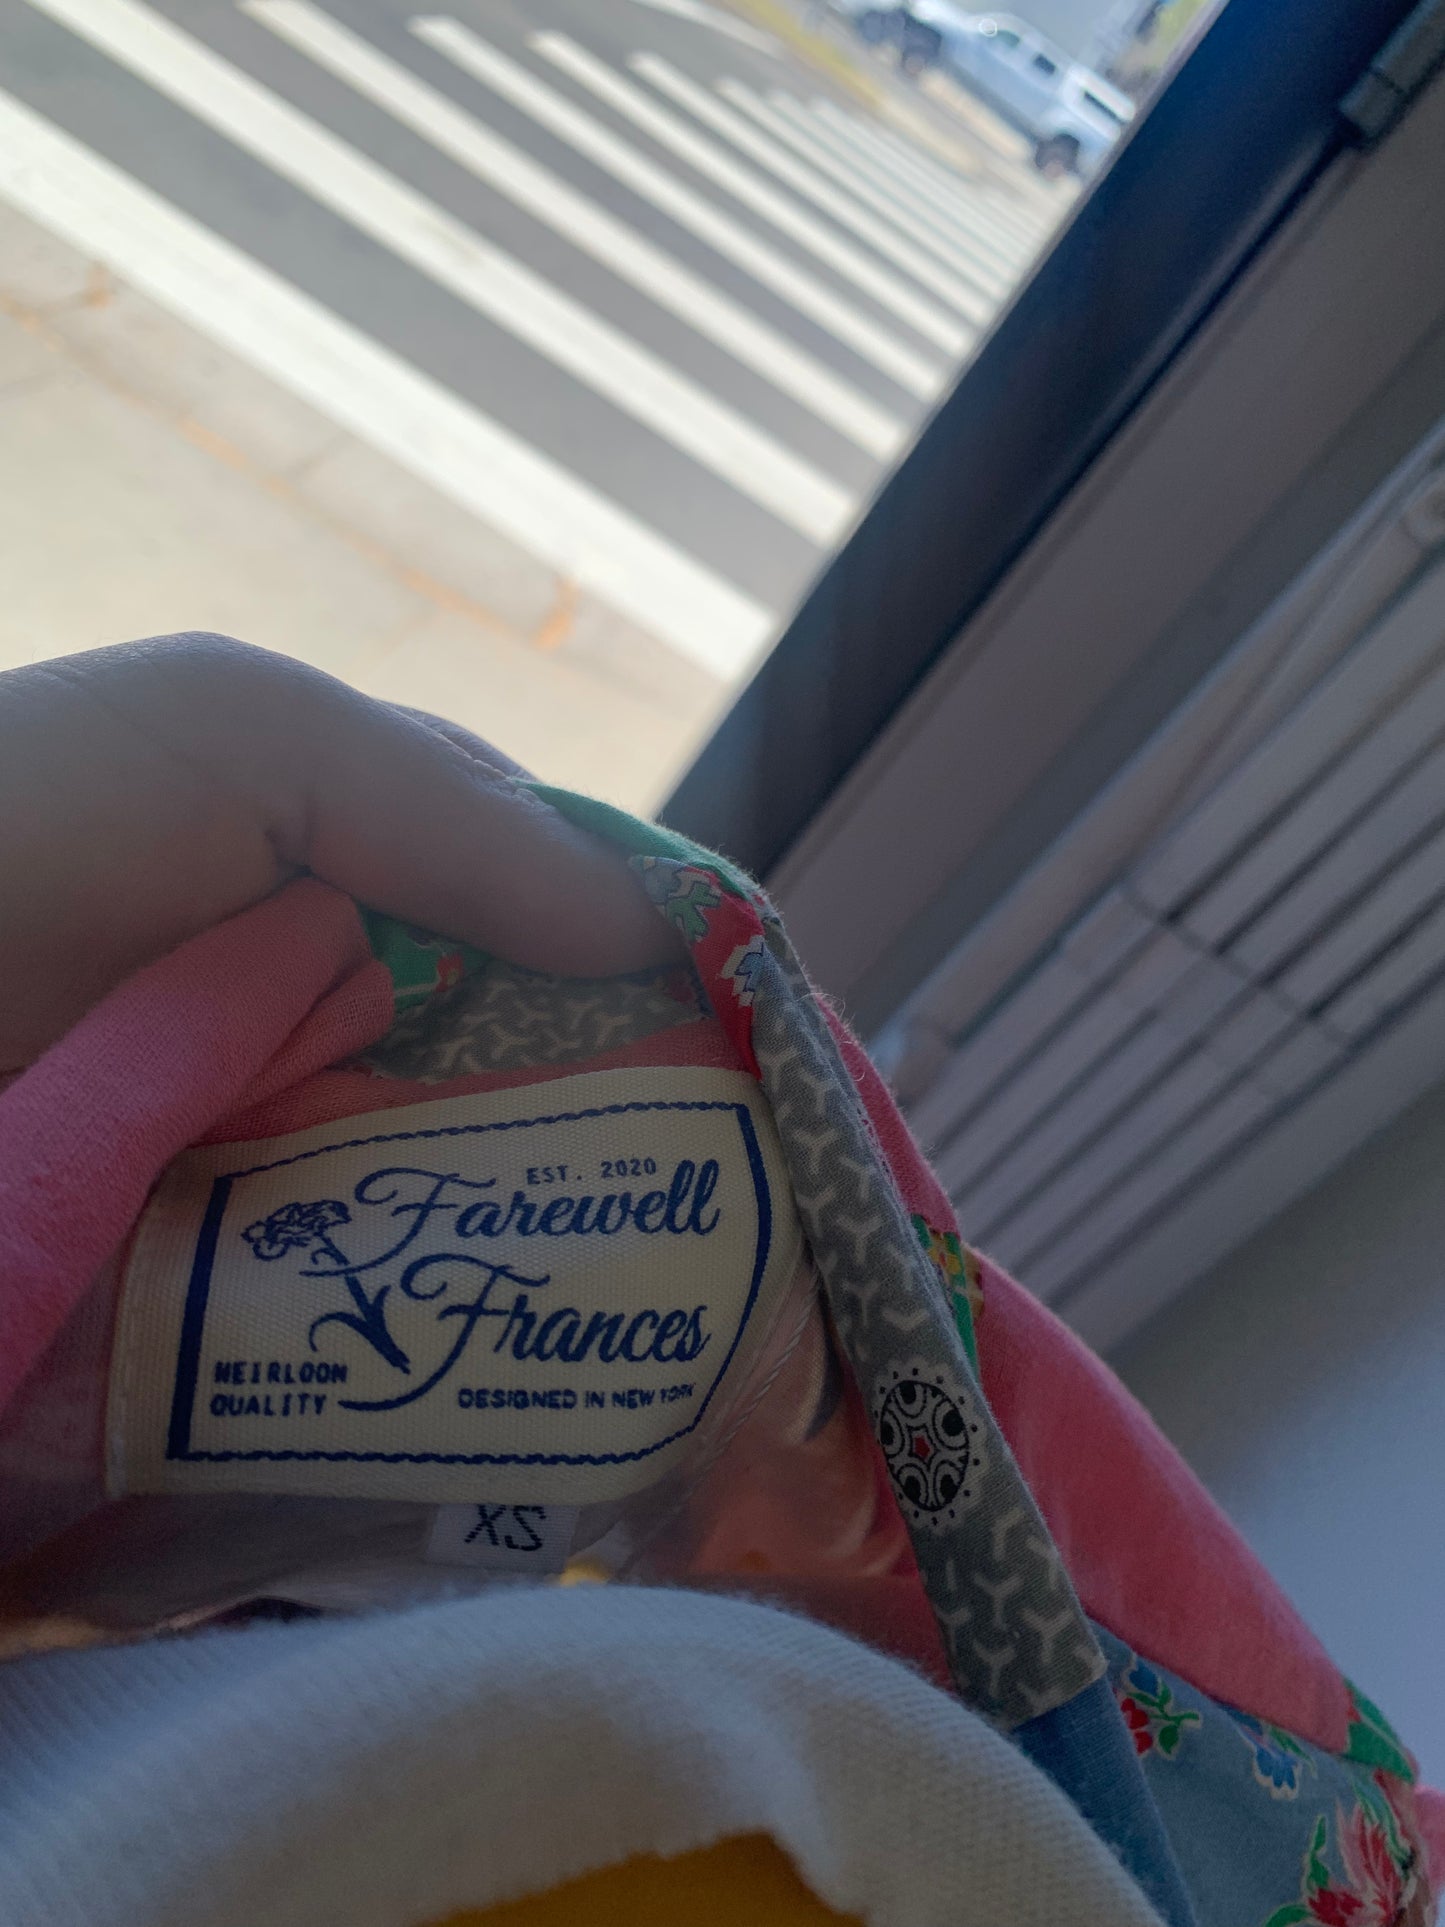 EST. 2020
Farewell
Frances
HEIRLOOM
QUALITY
DESIGNED IN NEW YORK
XS